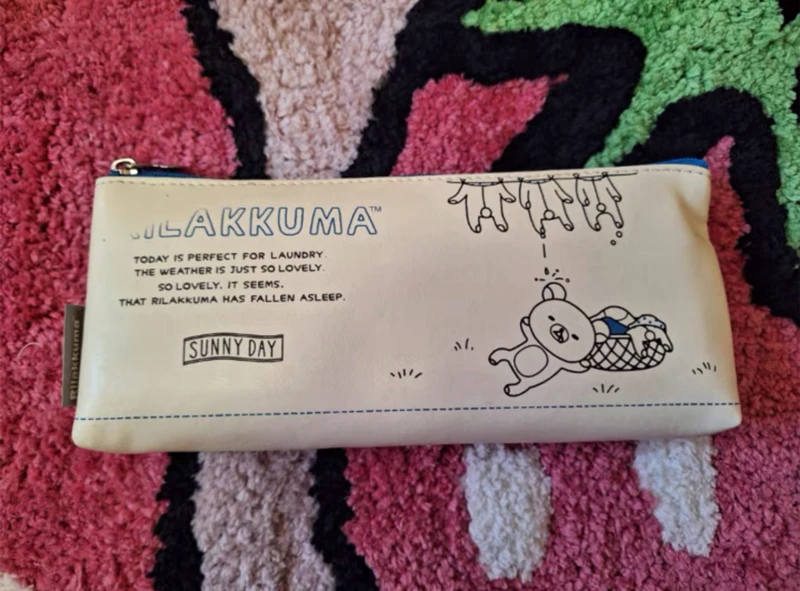 RILAKKUMA™
TODAY IS PERFECT FOR LAUNDRY.
THE WEATHER IS JUST SO LOVELY.
SO LOVELY, IT SEEMS,
THAT RILAKKUMA HAS FALLEN ASLEEP.
SUNNY DAY
Rilakkuma